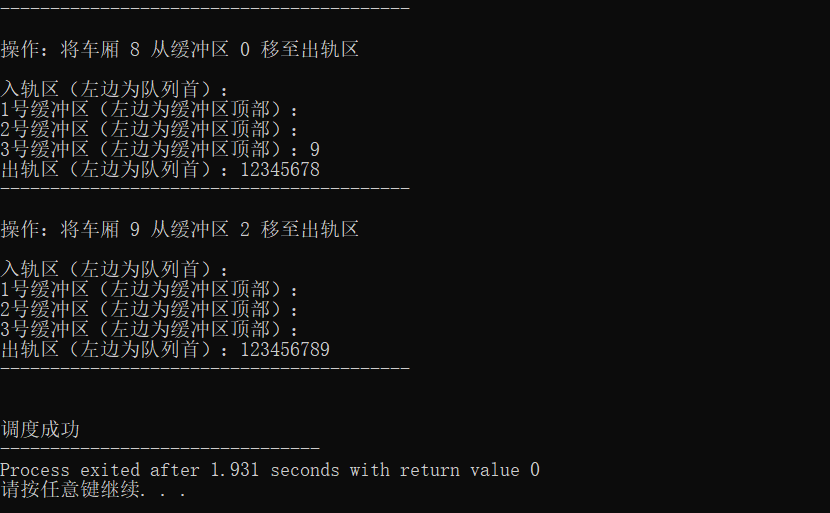 -----------------------------------------
操作：将车厢 8 从缓冲区 0 移至出轨区
入轨区（左边为队列首）：
1号缓冲区（左边为缓冲区顶部）：
2号缓冲区（左边为缓冲区顶部）：
3号缓冲区（左边为缓冲区顶部）：9
出轨区（左边为队列首）：12345678
-----------------------------------------
操作：将车厢 9 从缓冲区 2 移至出轨区
入轨区（左边为队列首）：
1号缓冲区（左边为缓冲区顶部）：
2号缓冲区（左边为缓冲区顶部）：
3号缓冲区（左边为缓冲区顶部）：
出轨区（左边为队列首）：123456789
-----------------------------------------
调度成功
--------------------------------
Process exited after 1.931 seconds with return value 0
请按任意键继续. . .